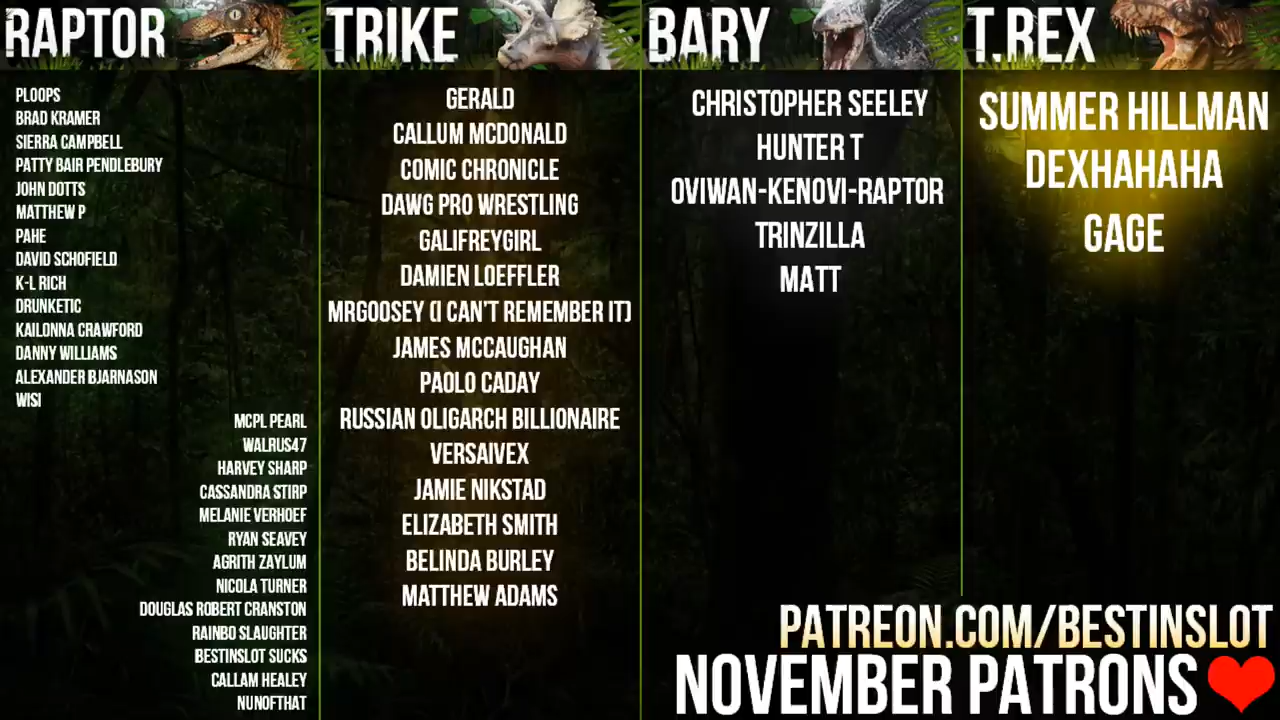 RAPTOR
PLOOPS
BRAD KRAMER
SIERRA CAMPBELL
PATTY BAIR PENDLEBURY
JOHN DOTTS
MATTHEW P
PAHE
DAVID SCHOFIELD
K-L RICH
DRUNKETIC
KAILONNA CRAWFORD
DANNY WILLIAMS
ALEXANDER BJARNASON
WISI
MCPL PEARL
WALRUS47
HARVEY SHARP
CASSANDRA STIRP
MELANIE VERHOEF
RYAN SEAVEY
AGRITH ZAYLUM
NICOLA TURNER
DOUGLAS ROBERT CRANSTON
RAINBO SLAUGHTER
BESTINSLOT SUCKS
CALLAM HEALEY
NUNOFTHAT
TRIKE
GERALD
CALLUM MCDONALD
COMIC CHRONICLE
DAWG PRO WRESTLING
GALIFREYGIRL
DAMIEN LOEFFLER
MRGOOSEY (I CAN'T REMEMBER IT)
JAMES MCCAUGHAN
PAOLO CADAY
RUSSIAN OLIGARCH BILLIONAIRE
VERSAIVEX
JAMIE NIKSTAD
ELIZABETH SMITH
BELINDA BURLEY
MATTHEW ADAMS
BARY
CHRISTOPHER SEELEY
HUNTER T
OVIWAN-KENOVI-RAPTOR
TRINZILLA
MATT
T.REX
SUMMER HILLMAN
DEXHAHAHA
GAGE
PATREON.COM/BESTINSLOT
NOVEMBER PATRONS